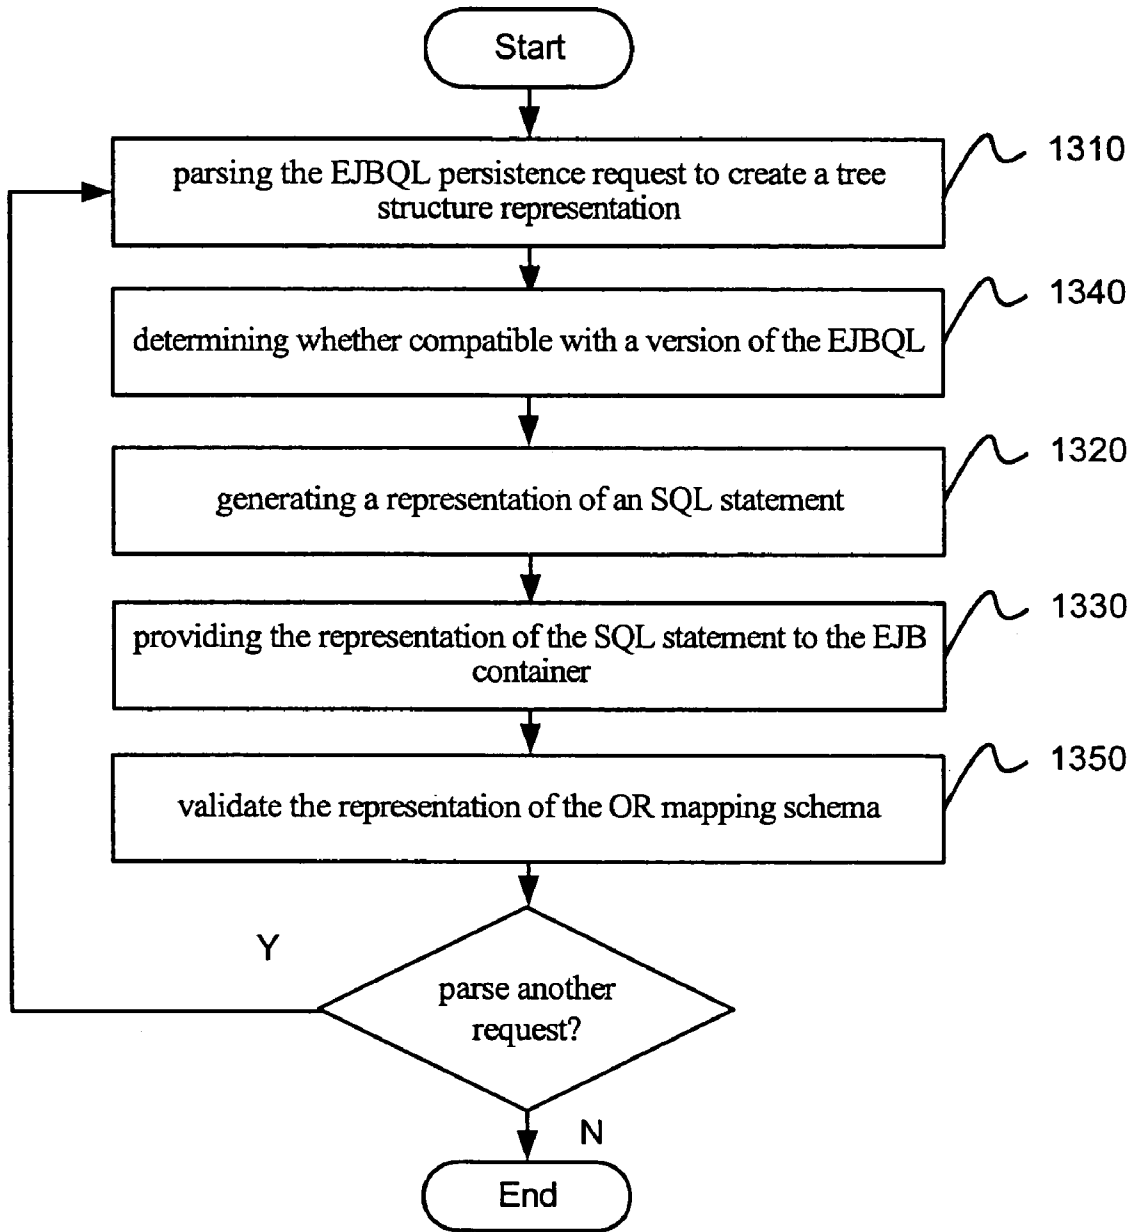 Start
parsing the EJBQL persistence request to create a tree
structure representation
1310
determining whether compatible with a version of the EJBQL
1340
generating a representation of an SQL statement
1320
providing the representation of the SQL statement to the EJB
container
1330
validate the representation of the OR mapping schema
1350
Y
parse another
request?
N
End